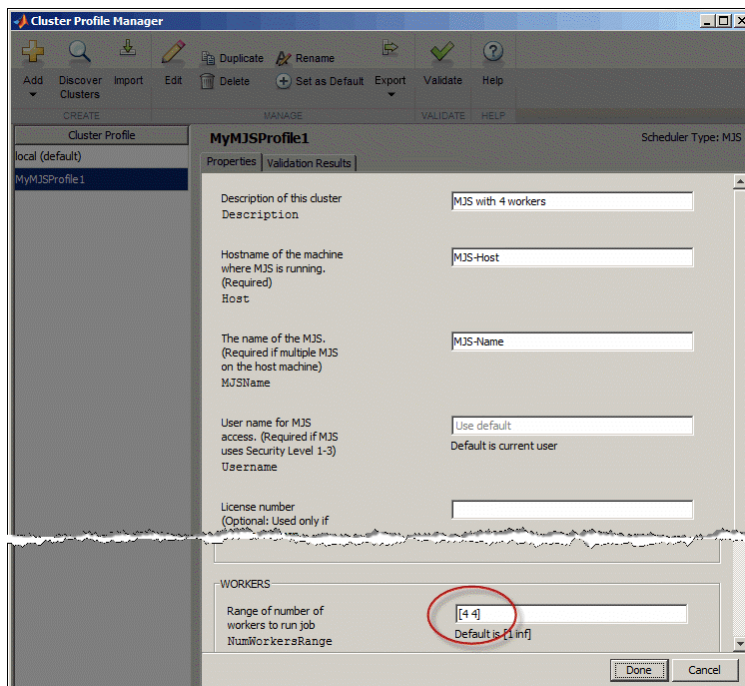 Cluster Profile Manager
Add
Discover
Clusters
Import
Edit
Duplicate
Rename
Delete
Set as Default
Export
Validate
Help
CREATE
MANAGE
VALIDATE
HELP
Cluster Profile
local (default)
MyMJSProfile1
MyMJSProfile1
Scheduler Type: MJS
Properties
Validation Results
Description of this cluster
Description
MJS with 4 workers
Hostname of the machine
where MJS is running.
(Required)
Host
MJS-Host
The name of the MJS.
(Required if multiple MJS
on the host machine)
MJSName
MJS-Name
User name for MJS
access. (Required if MJS
uses Security Level 1-3)
Username
Use default
Default is current user
License number
(Optional: Used only if
WORKERS
Range of number of
workers to run job
NumWorkersRange
[4 4]
Default is [1 inf]
Done
Cancel